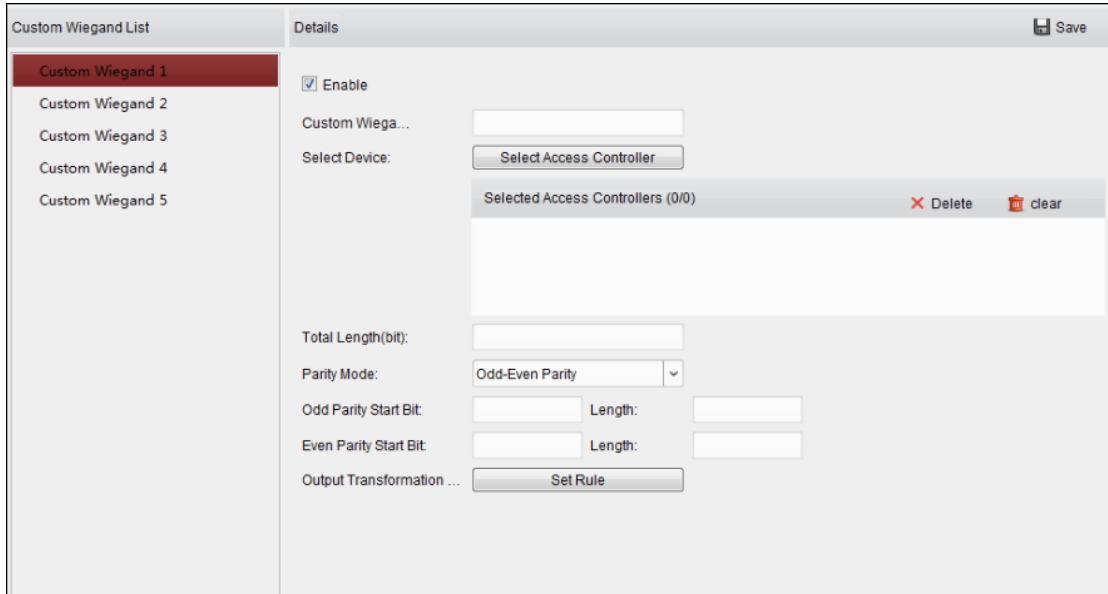 Custom Wiegand List
Details
Save
Custom Wiegand 1
Custom Wiegand 2
Custom Wiegand 3
Custom Wiegand 4
Custom Wiegand 5
Enable
Custom Wiega...
Select Device:
Select Access Controller
Selected Access Controllers (0/0)
Delete
clear
Total Length(bit):
Parity Mode:
Odd-Even Parity
Odd Parity Start Bit:
Length:
Even Parity Start Bit:
Length:
Output Transformation ...
Set Rule